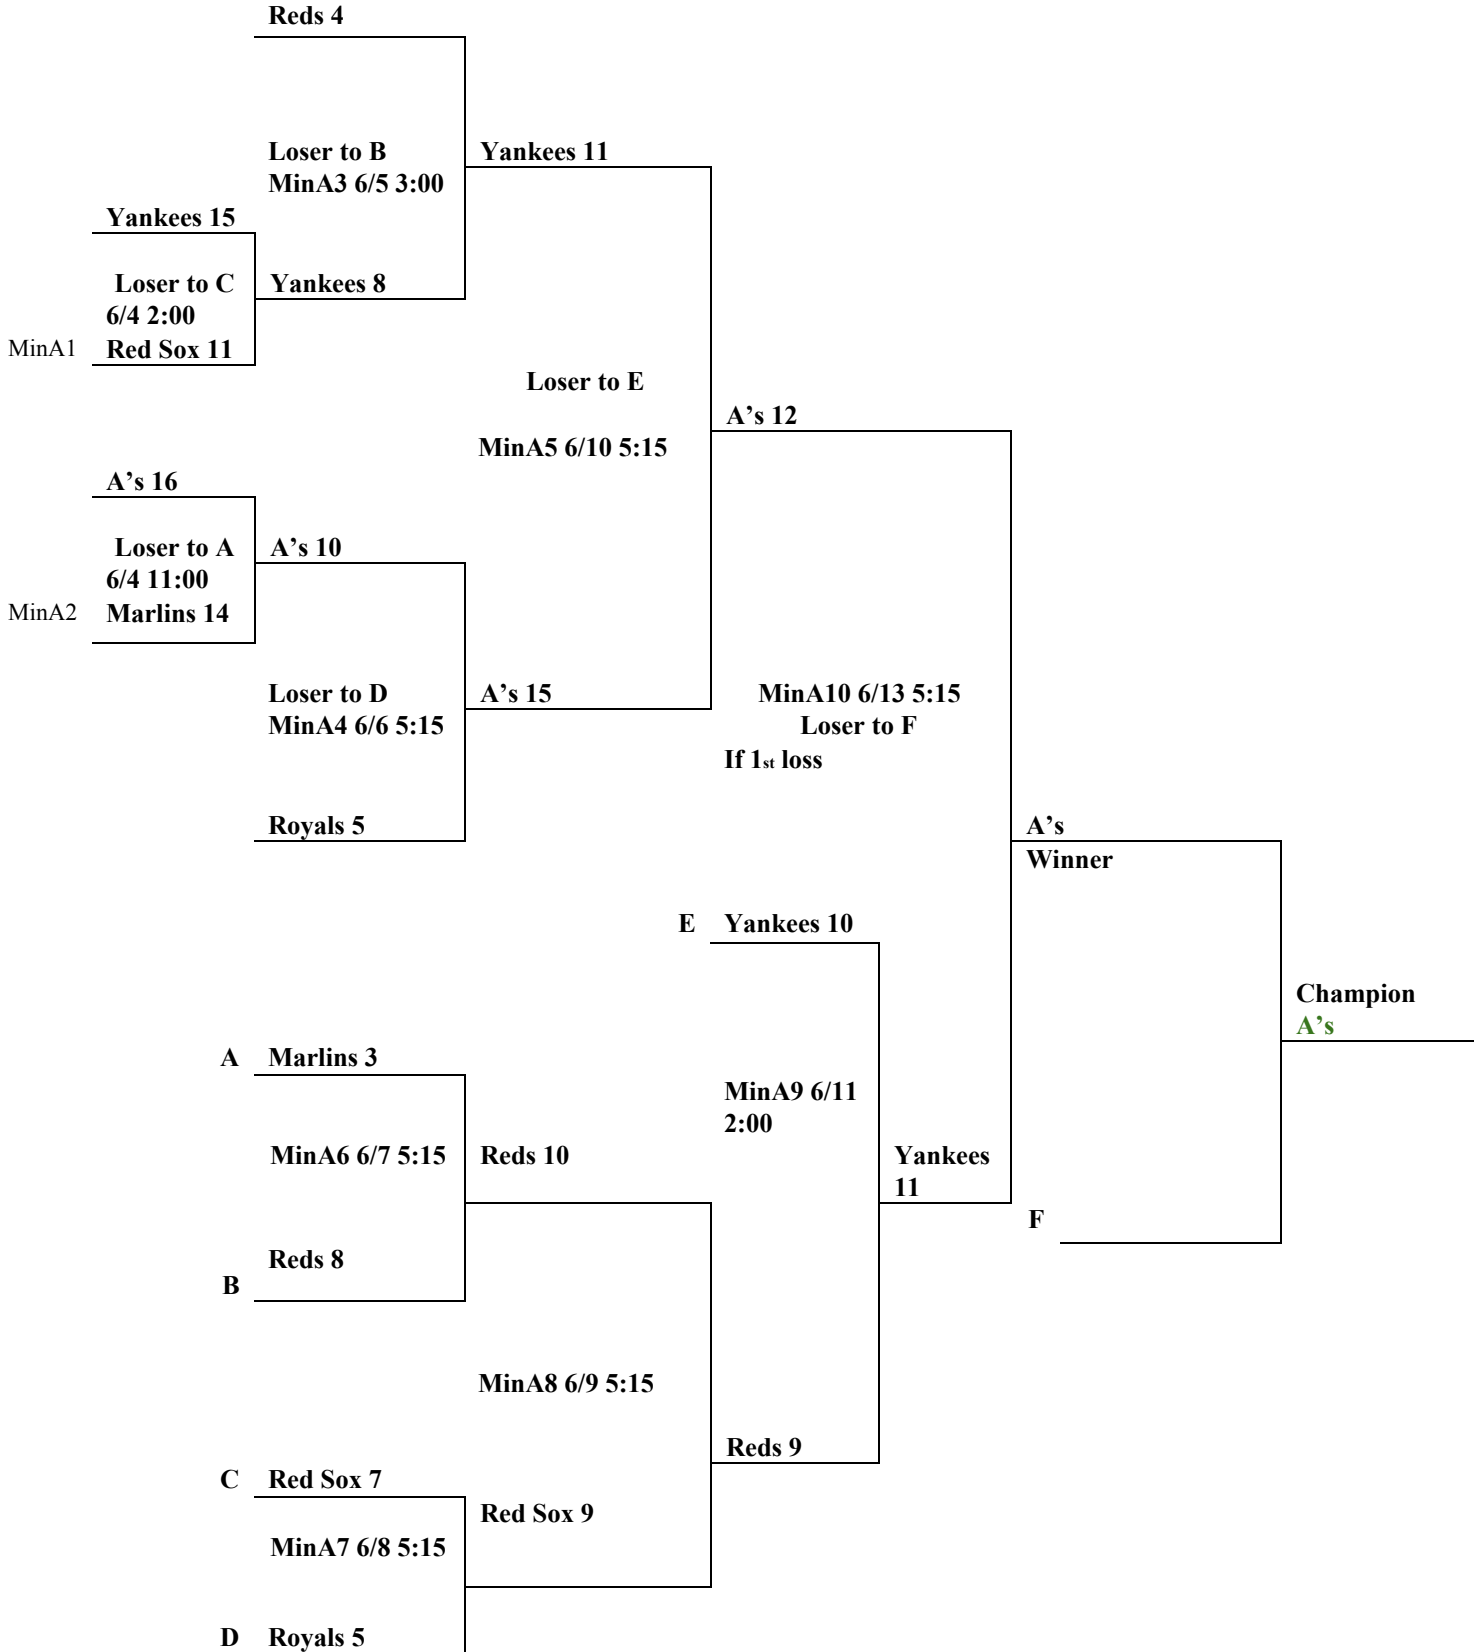 Reds 4
Loser to B
MinA3 6/5 3:00
Yankees 11
Yankees 15
Loser to C
6/4 2:00
MinA1
Red Sox 11
Yankees 8
Loser to E
MinA5 6/10 5:15
A’s 12
A’s 16
Loser to A
6/4 11:00
MinA2
Marlins 14
A’s 10
Loser to D
MinA4 6/6 5:15
A’s 15
MinA10 6/13 5:15
Loser to F
If 1st loss
Royals 5
A’s
Winner
E
Yankees 10
Champion
A’s
A
Marlins 3
MinA9 6/11
2:00
MinA6 6/7 5:15
Reds 10
Yankees
11
F
Reds 8
B
MinA8 6/9 5:15
Reds 9
C
Red Sox 7
Red Sox 9
MinA7 6/8 5:15
D
Royals 5